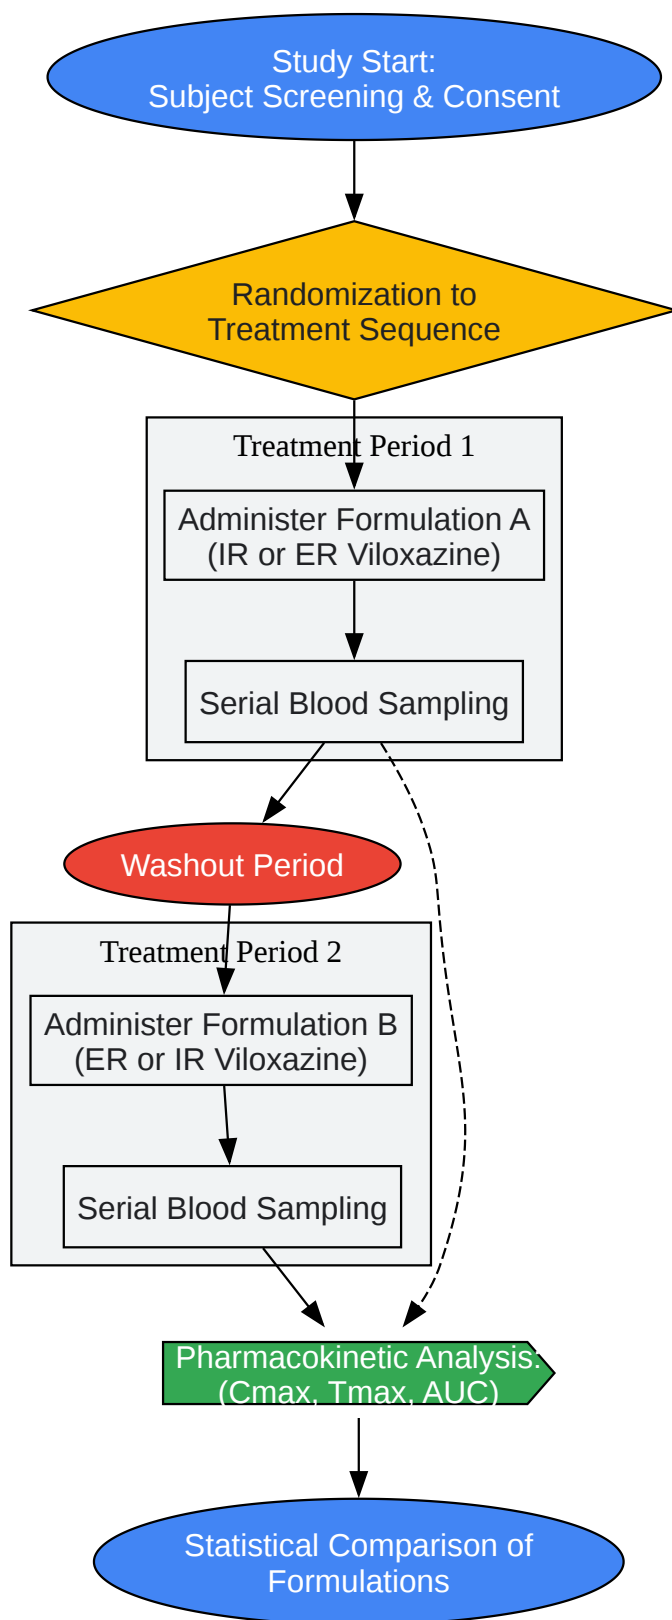 Study Start:
Subject Screening & Consent
Randomization to
Treatment Sequence
Treatment Period 1
Administer Formulation A
(IR or ER Viloxazine)
Serial Blood Sampling
Washout Period
Treatment Period 2
Administer Formulation B
(ER or IR Viloxazine)
Serial Blood Sampling
Pharmacokinetic Analysis:
(Cmax, Tmax, AUC)
Statistical Comparison of
Formulations